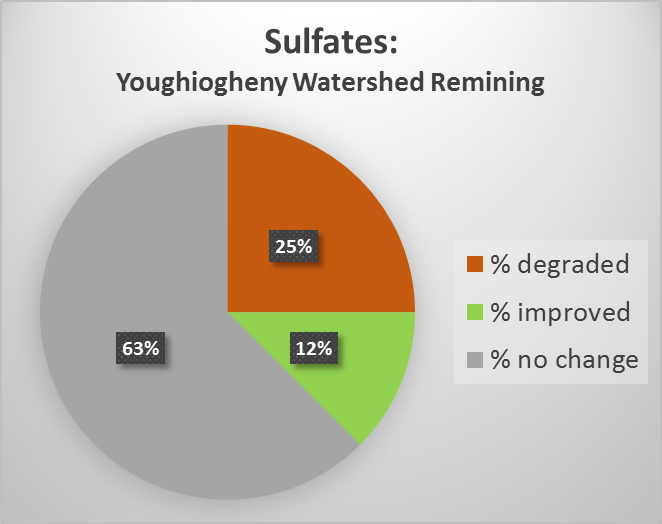 Sulfates:
Youghiogheny Watershed Remining
25%
12%
63%
% degraded
% improved
% no change